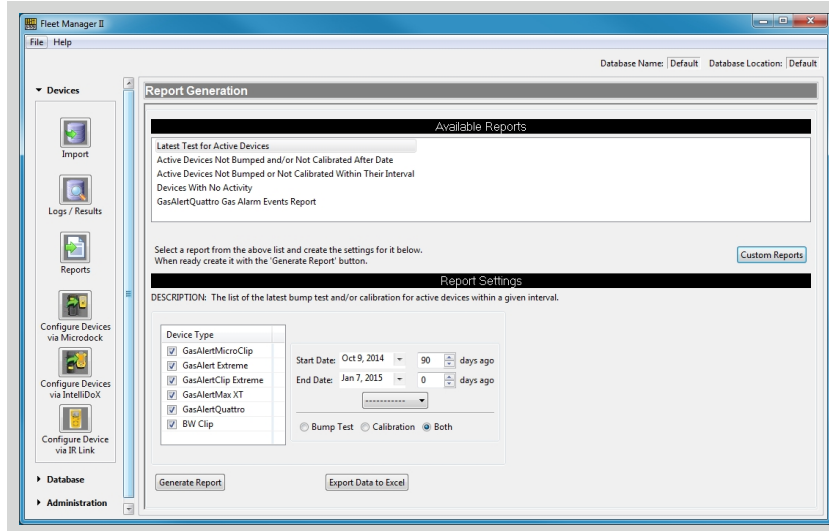 Fleet Manager II
File Help
Database Name: Default Database Location: Default
Devices
Import
Logs / Results
Reports
Configure Devices
via Microdock
Configure Devices
via IntelliDoX
Configure Device
via IR Link
Database
Administration
Report Generation
Available Reports
Latest Test for Active Devices
Active Devices Not Bumped and/or Not Calibrated After Date
Active Devices Not Bumped or Not Calibrated Within Their Interval
Devices With No Activity
GasAlertQuattro Gas Alarm Events Report
Select a report from the above list and create the settings for it below.
When ready create it with the 'Generate Report' button.
Custom Reports
Report Settings
DESCRIPTION: The list of the latest bump test and/or calibration for active devices within a given interval.
Device Type
GasAlertMicroClip
GasAlert Extreme
GasAlertClip Extreme
GasAlertMax XT
GasAlertQuattro
BW Clip
Start Date: Oct 9, 2014 90 days ago
End Date: Jan 7, 2015 0 days ago
-----------
Bump Test Calibration Both
Generate Report Export Data to Excel